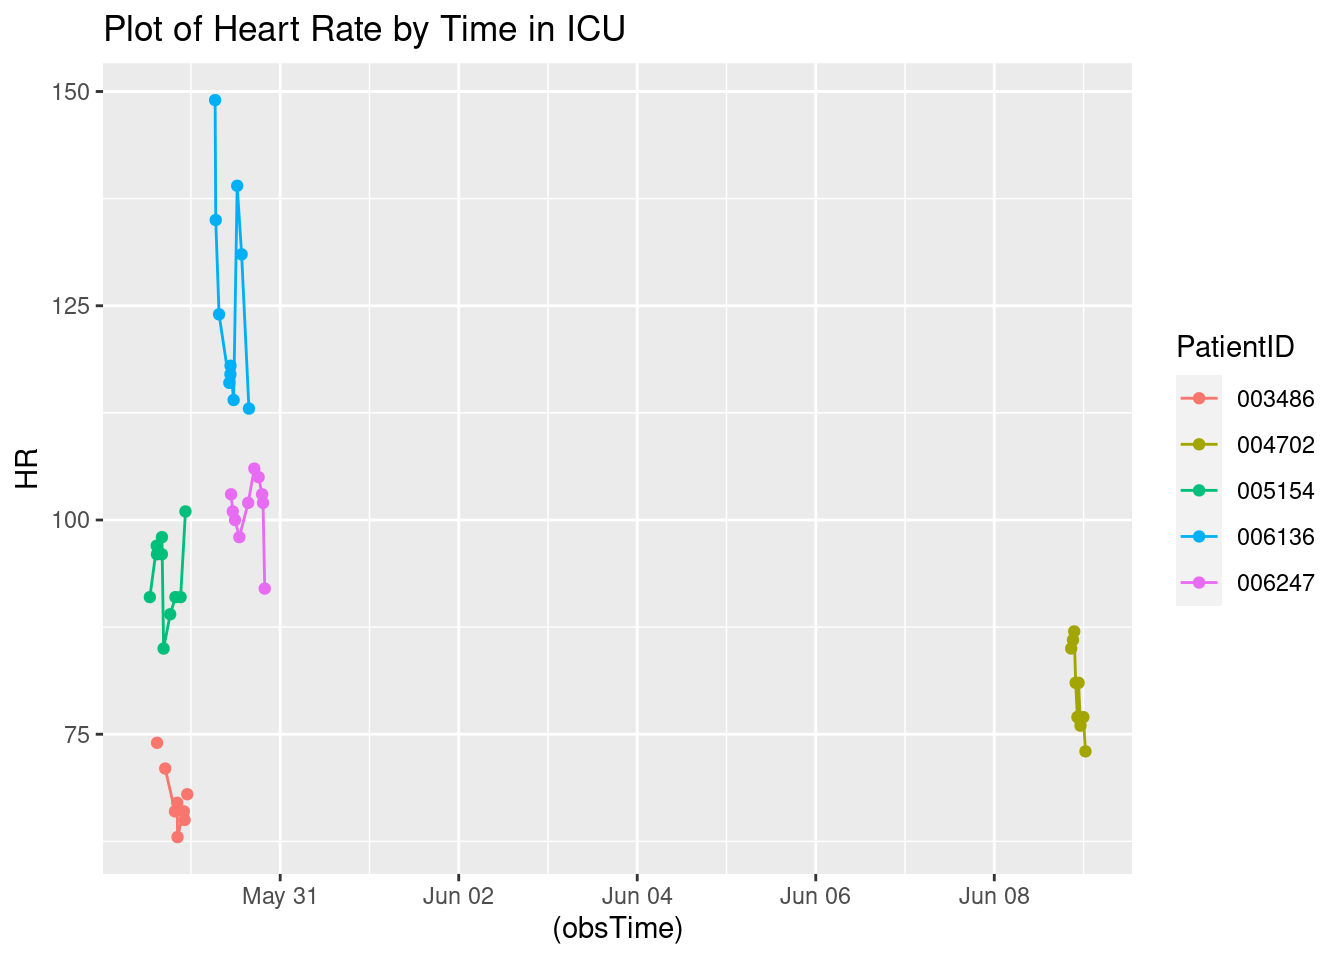 Plot of Heart Rate by Time in ICU
150
125
100
75
HR
May 31
Jun 02
Jun 04
Jun 06
Jun 08
(obsTime)
PatientID
003486
004702
005154
006136
006247